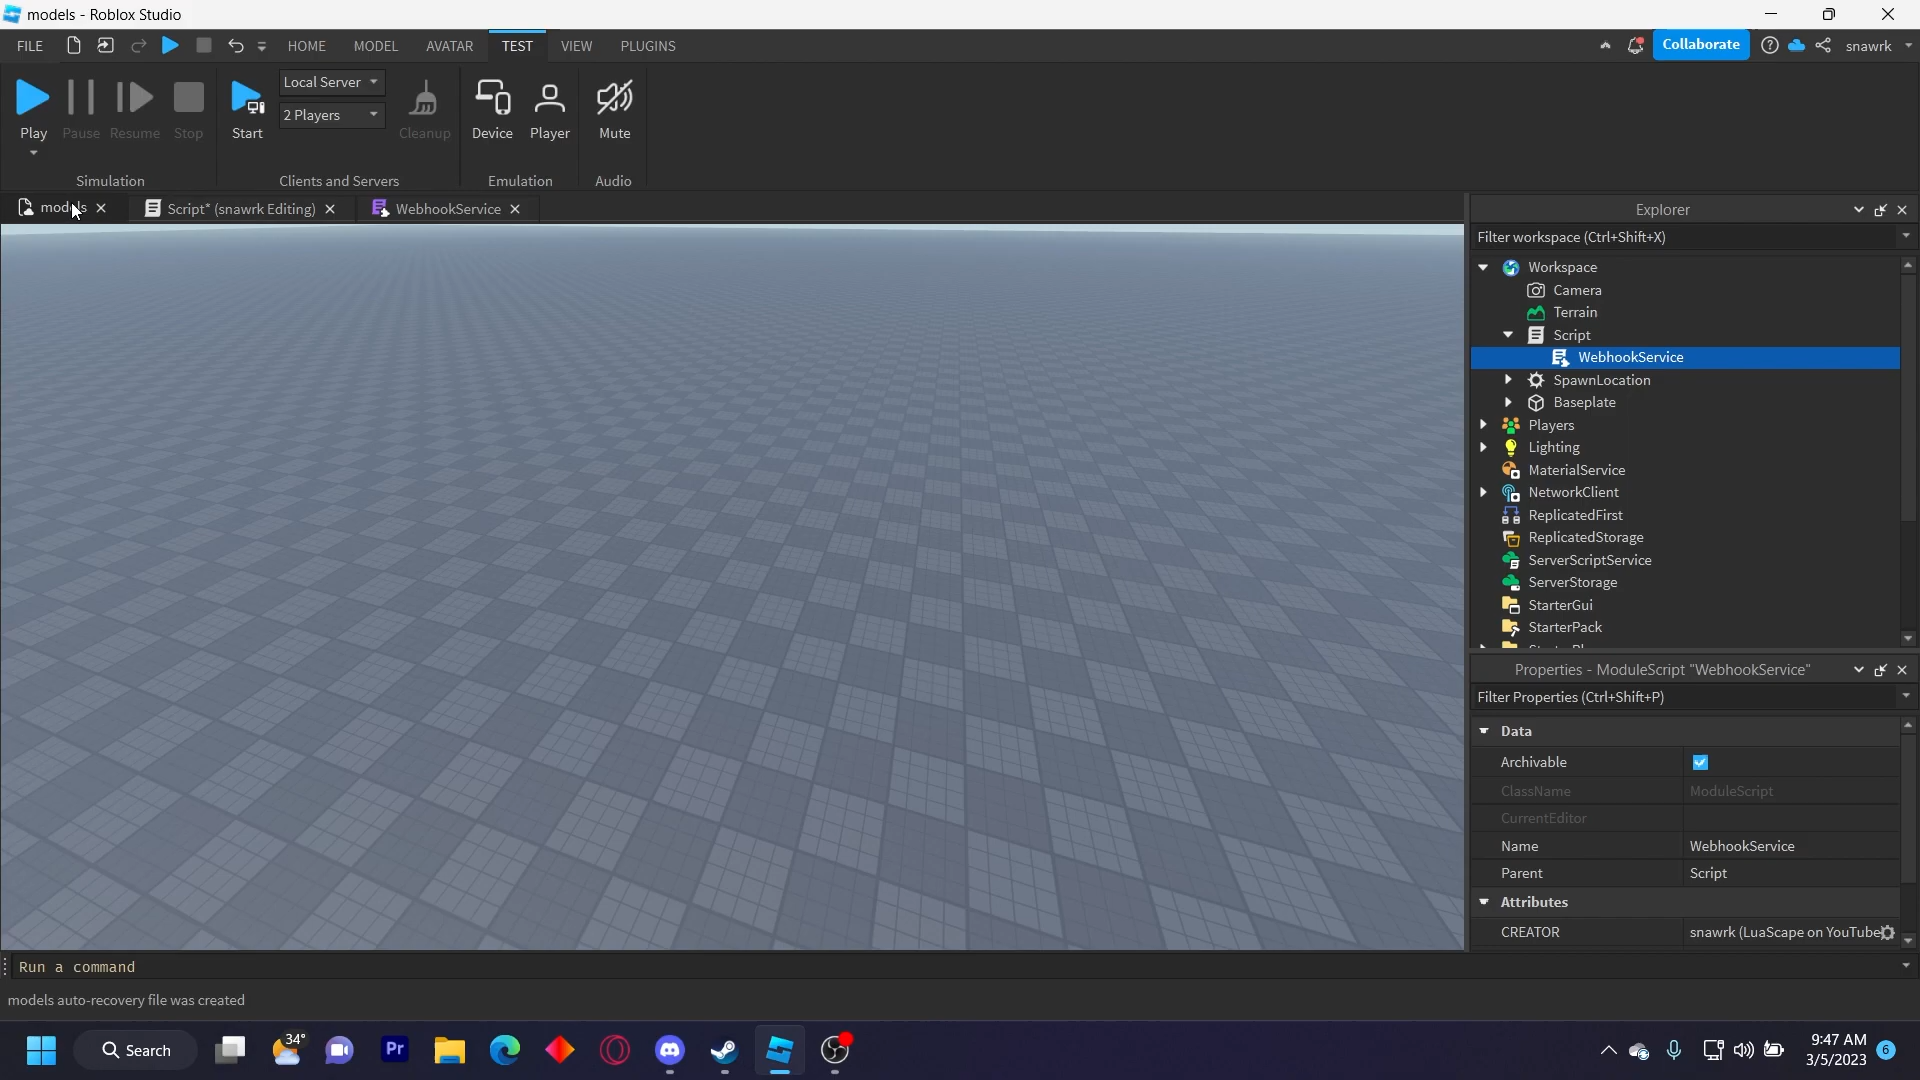 models - Roblox Studio
FILE HOME MODEL AVATAR TEST VIEW PLUGINS Collaborate snawrk
Play Pause Resume Stop Start Local Server 2 Players Cleanup Device Player Mute
Simulation Clients and Servers Emulation Audio
models Script* (snawrk Editing) WebhookService
Explorer
Filter workspace (Ctrl+Shift+X)
Workspace
Camera
Terrain
Script
WebhookService
SpawnLocation
Baseplate
Players
Lighting
MaterialService
NetworkClient
ReplicatedFirst
ReplicatedStorage
ServerScriptService
ServerStorage
StarterGui
StarterPack
Properties - ModuleScript "WebhookService"
Filter Properties (Ctrl+Shift+P)
Data
Archivable
ClassName ModuleScript
CurrentEditor
Name WebhookService
Parent Script
Attributes
CREATOR snawrk (LuaScape on YouTube
Run a command
models auto-recovery file was created
Search 34° Pr 9:47 AM
3/5/2023 6